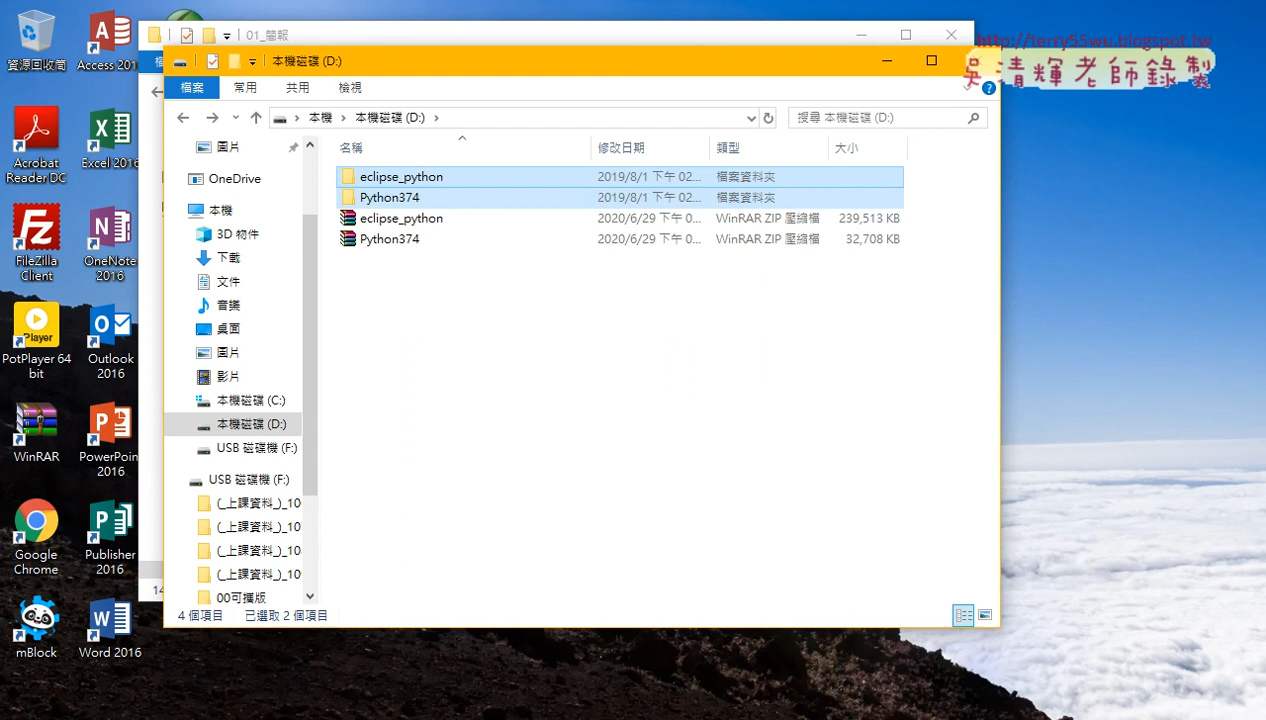 資源回收筒
Access 201
Acrobat
Reader DC
Excel 2016
FileZilla
Client
OneNote
2016
PotPlayer 64
bit
Outlook
2016
WinRAR
PowerPoin
2016
Google
Chrome
Publisher
2016
mBlock
Word 2016
01_簡報
http://terry55wu.blogspot.tw
吳清輝老師錄製
本機磁碟 (D:)
檔案
常用
共用
檢視
本機
本機磁碟 (D:)
搜尋 本機磁碟 (D:)
圖片
OneDrive
本機
3D 物件
下載
文件
音樂
桌面
圖片
影片
本機磁碟 (C:)
本機磁碟 (D:)
USB 磁碟機 (F:)
USB 磁碟機 (F:)
(_上課資料_)_10
(_上課資料_)_10
(_上課資料_)_10
(_上課資料_)_10
00可攜版
名稱
修改日期
類型
大小
eclipse_python 2019/8/1 下午 02... 檔案資料夾
Python374 2019/8/1 下午 02... 檔案資料夾
eclipse_python 2020/6/29 下午 0... WinRAR ZIP 壓縮檔 239,513 KB
Python374 2020/6/29 下午 0... WinRAR ZIP 壓縮檔 32,708 KB
4 個項目 已選取 2 個項目